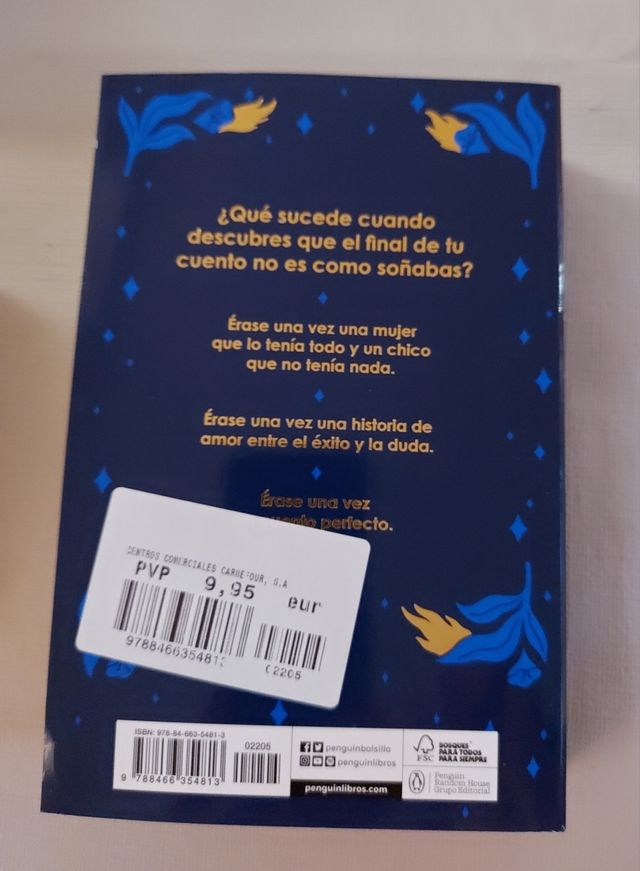 ¿Qué sucede cuando
descubres que el final de tu
cuento no es como soñabas?
Érase una vez una mujer
que lo tenía todo y un chico
que no tenía nada.
Érase una vez una historia de
amor entre el éxito y la duda.
Érase una vez
perfecto.
CENTROS COMERCIALES CARREFOUR, S.A
PVP 9,95 eur
9788466354813
02205
ISBN: 978-84-663-5481-3
02205
9 788466 354813
penguinbolsillo
penguinlibros
penguinlibros.com
FSC
BOSQUES
PARA TODOS
PARA SIEMPRE
Penguin
Random House
Grupo Editorial